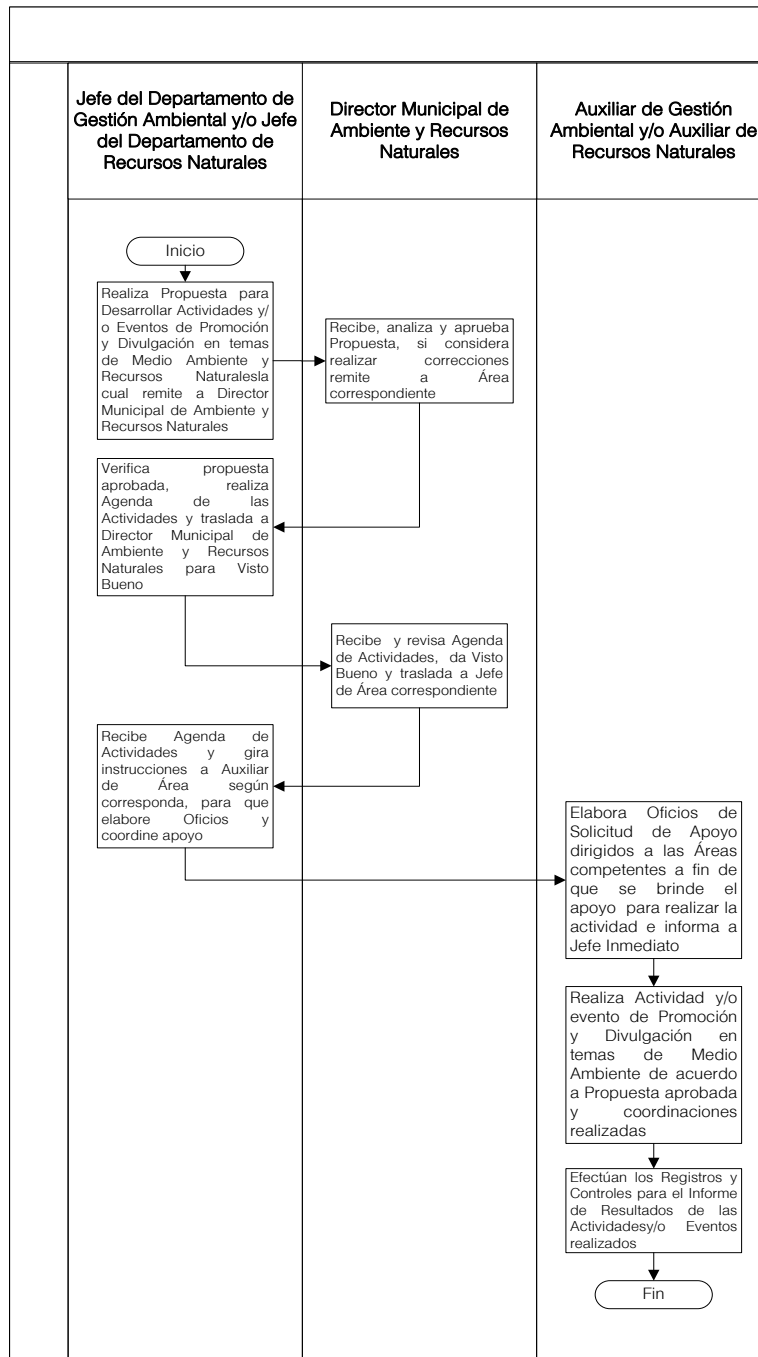 Jefe del Departamento de
Gestión Ambiental y/o Jefe
del Departamento de
Recursos Naturales
Director Municipal de
Ambiente y Recursos
Naturales
Auxiliar de Gestión
Ambiental y/o Auxiliar de
Recursos Naturales
Inicio
Realiza Propuesta para
Desarrollar Actividades y/
o Eventos de Promoción
y Divulgación en temas
de Medio Ambiente y
Recursos Naturalesla
cual remite a Director
Municipal de Ambiente y
Recursos Naturales
Recibe, analiza y aprueba
Propuesta, si considera
realizar correcciones
remite a Área
correspondiente
Verifica propuesta
aprobada, realiza
Agenda de las
Actividades y traslada a
Director Municipal de
Ambiente y Recursos
Naturales para Visto
Bueno
Recibe y revisa Agenda
de Actividades, da Visto
Bueno y traslada a Jefe
de Área correspondiente
Recibe Agenda de
Actividades y gira
instrucciones a Auxiliar
de Área según
corresponda, para que
elabore Oficios y
coordine apoyo
Elabora Oficios de
Solicitud de Apoyo
dirigidos a las Áreas
competentes a fin de
que se brinde el
apoyo para realizar la
actividad e informa a
Jefe Inmediato
Realiza Actividad y/o
evento de Promoción
y Divulgación en
temas de Medio
Ambiente de acuerdo
a Propuesta aprobada
y coordinaciones
realizadas
Efectúan los Registros y
Controles para el Informe
de Resultados de las
Actividadesy/o Eventos
realizados
Fin